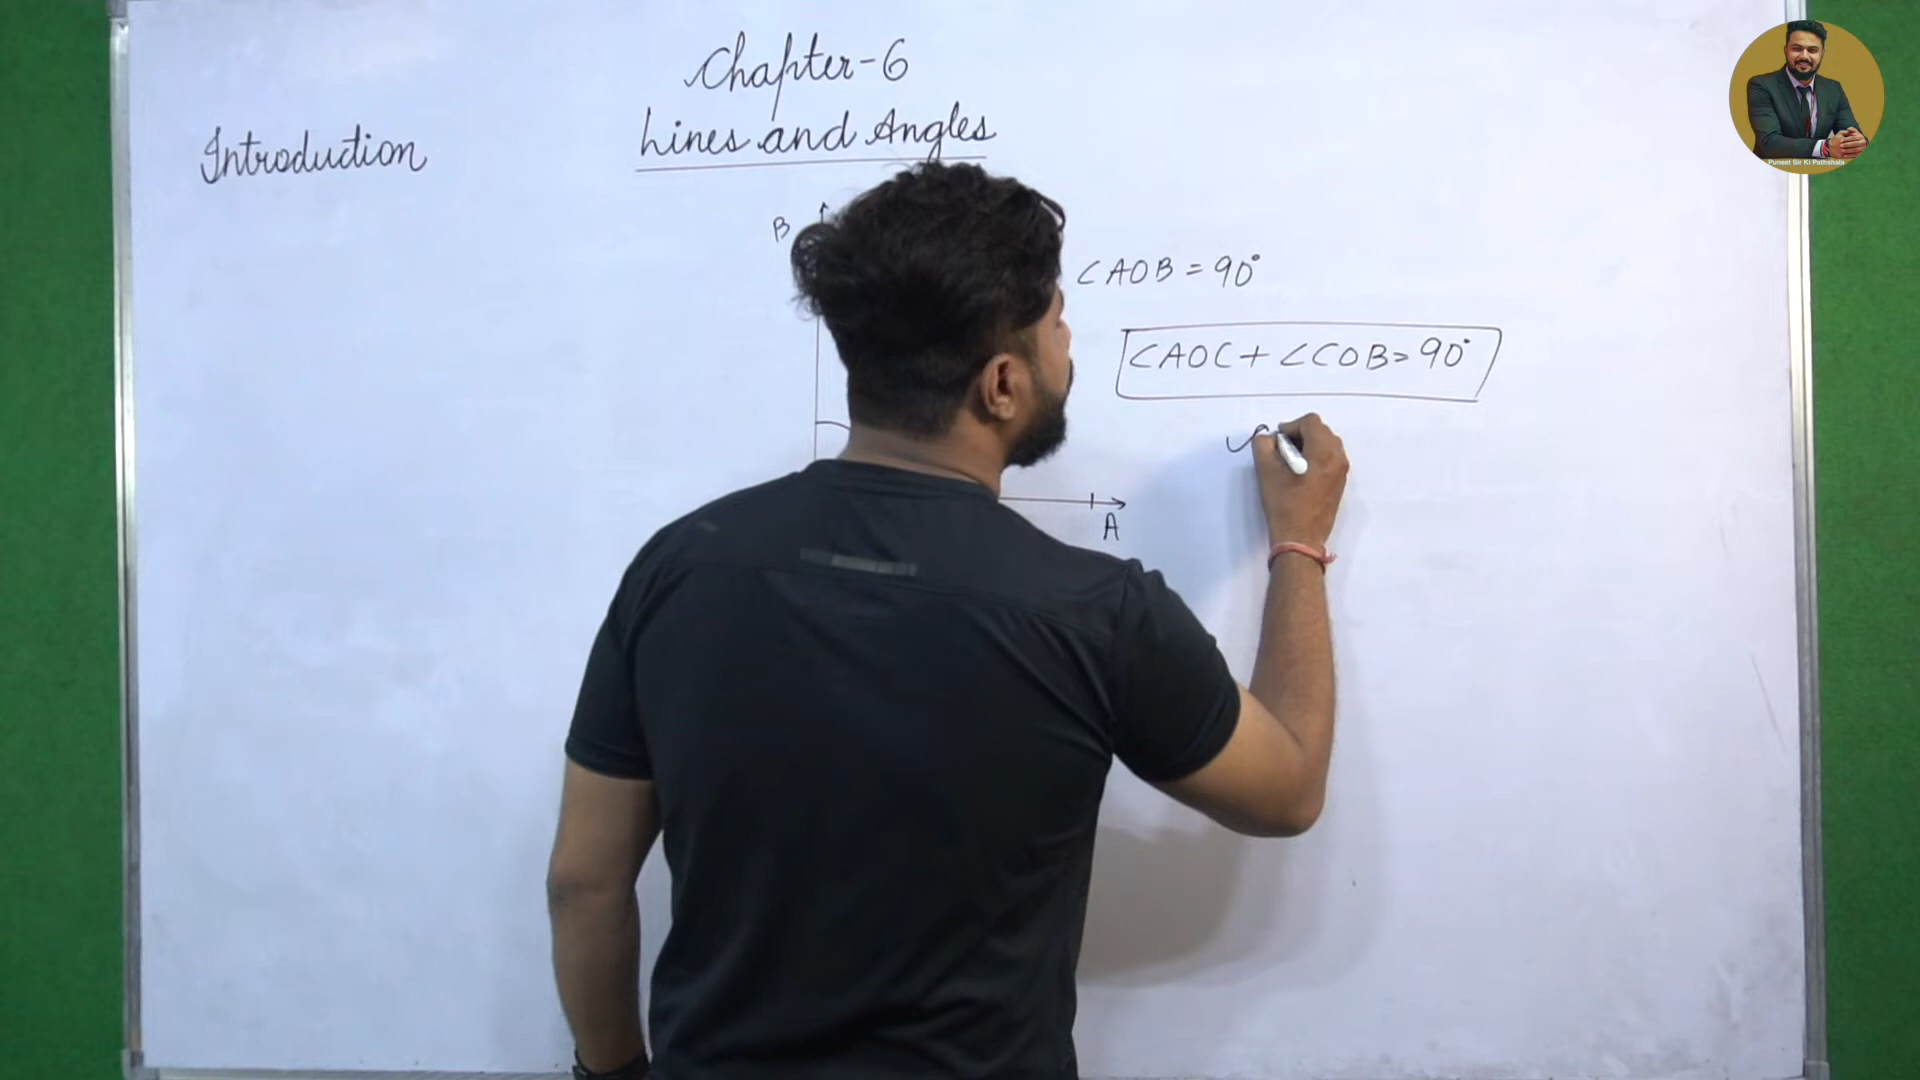 Chapter-6
Lines and Angles
Introduction
B
∠AOB = 90°
∠AOC + ∠COB = 90°
A
Puneet Sir Ki Pathshala